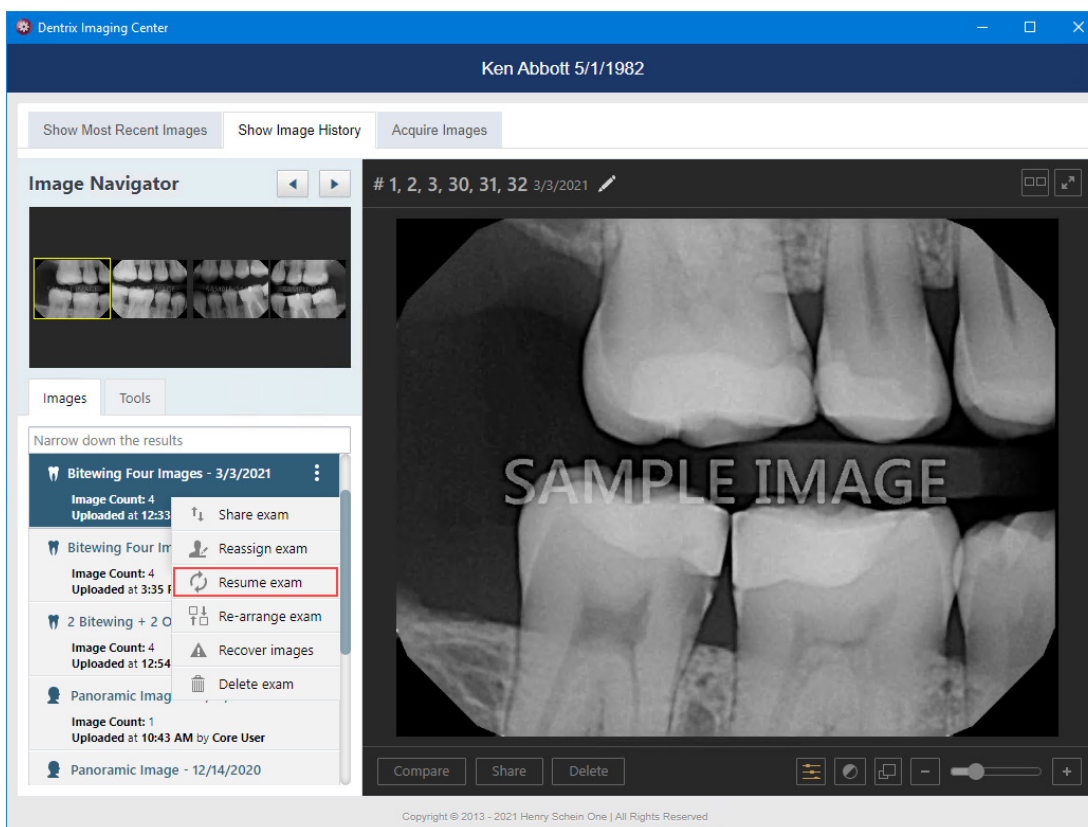 Dentrix Imaging Center
Ken Abbott 5/1/1982
Show Most Recent Images
Show Image History
Acquire Images
Image Navigator
# 1, 2, 3, 30, 31, 32 3/3/2021
Images
Tools
Narrow down the results
Bitewing Four Images - 3/3/2021
Image Count: 4
Uploaded at 12:33
Share exam
Reassign exam
Resume exam
Re-arrange exam
Recover images
Delete exam
Bitewing Four Im
Image Count: 4
Uploaded at 3:35
2 Bitewing + 2 O
Image Count: 4
Uploaded at 12:54
Panoramic Imag
Image Count: 1
Uploaded at 10:43 AM by Core User
Panoramic Image - 12/14/2020
SAMPLE IMAGE
Compare
Share
Delete
Copyright © 2013 - 2021 Henry Schein One | All Rights Reserved